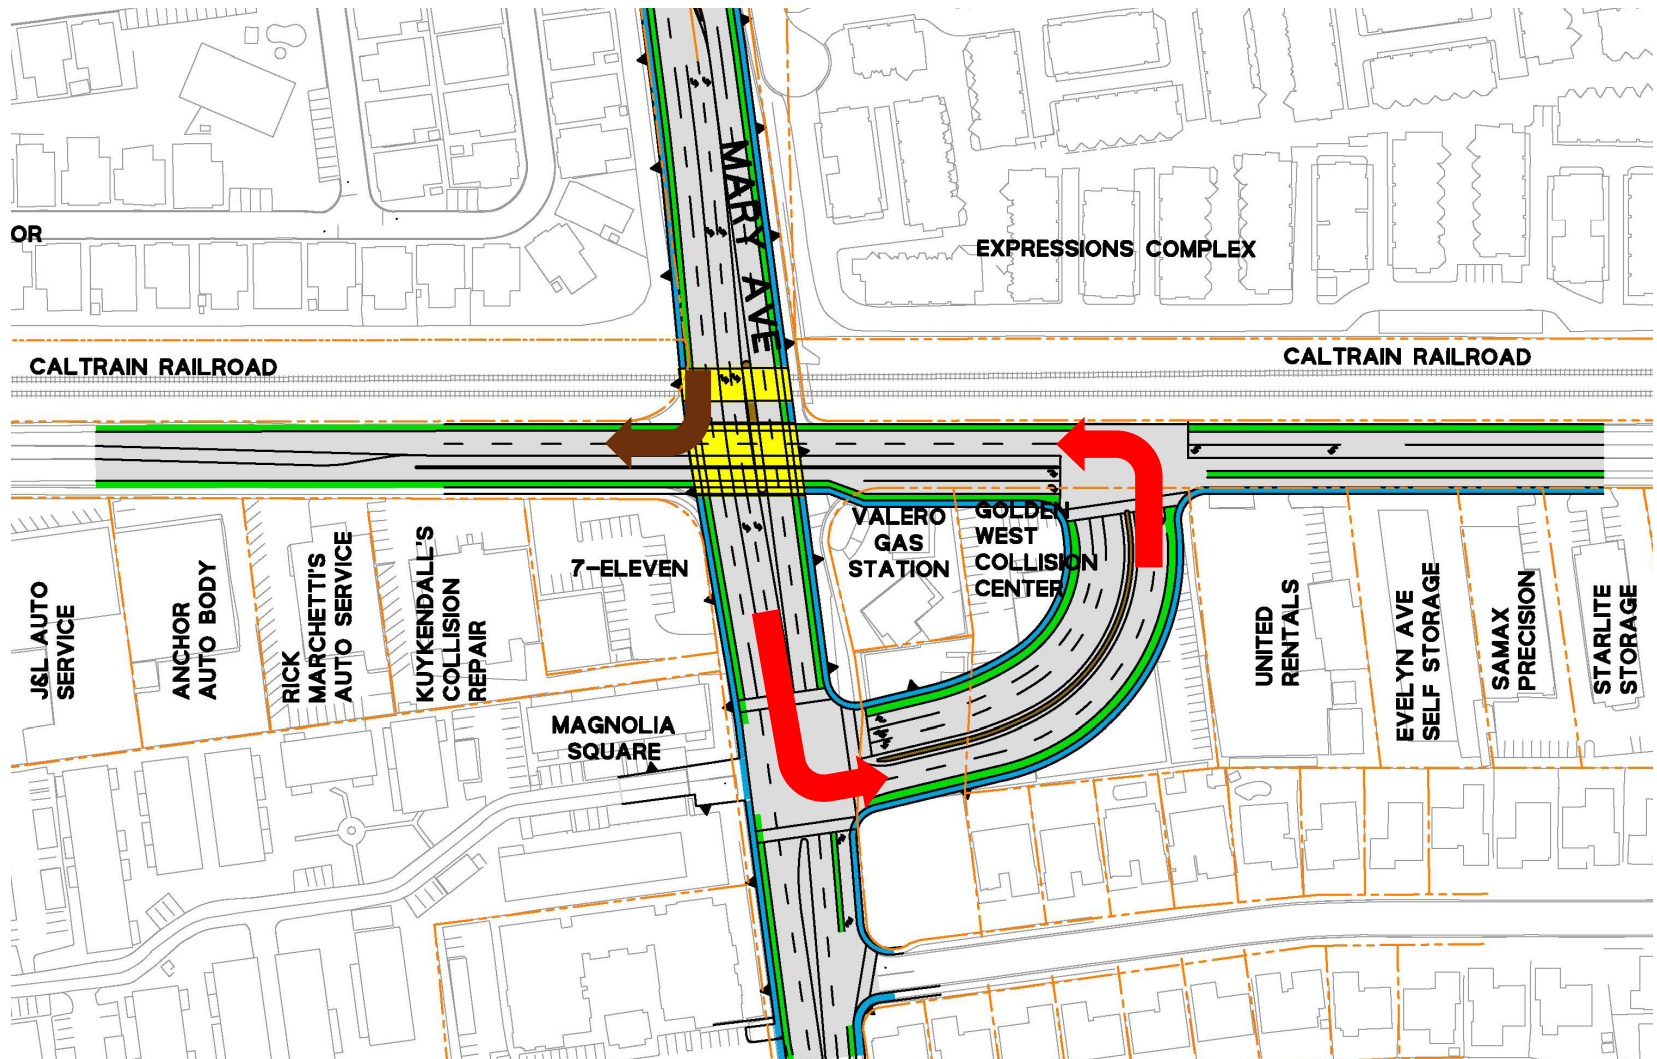 MARY AVE
OR
EXPRESSIONS COMPLEX
CALTRAIN RAILROAD
CALTRAIN RAILROAD
J&L AUTO
SERVICE
ANCHOR
AUTO BODY
RICK
MARCHETTI'S
AUTO SERVICE
KUYKENDALL'S
COLLISION
REPAIR
7-ELEVEN
VALERO
GAS
STATION
GOLDEN
WEST
COLLISION
CENTER
UNITED
RENTALS
EVELYN AVE
SELF STORAGE
SAMAX
PRECISION
STARLITE
STORAGE
MAGNOLIA
SQUARE